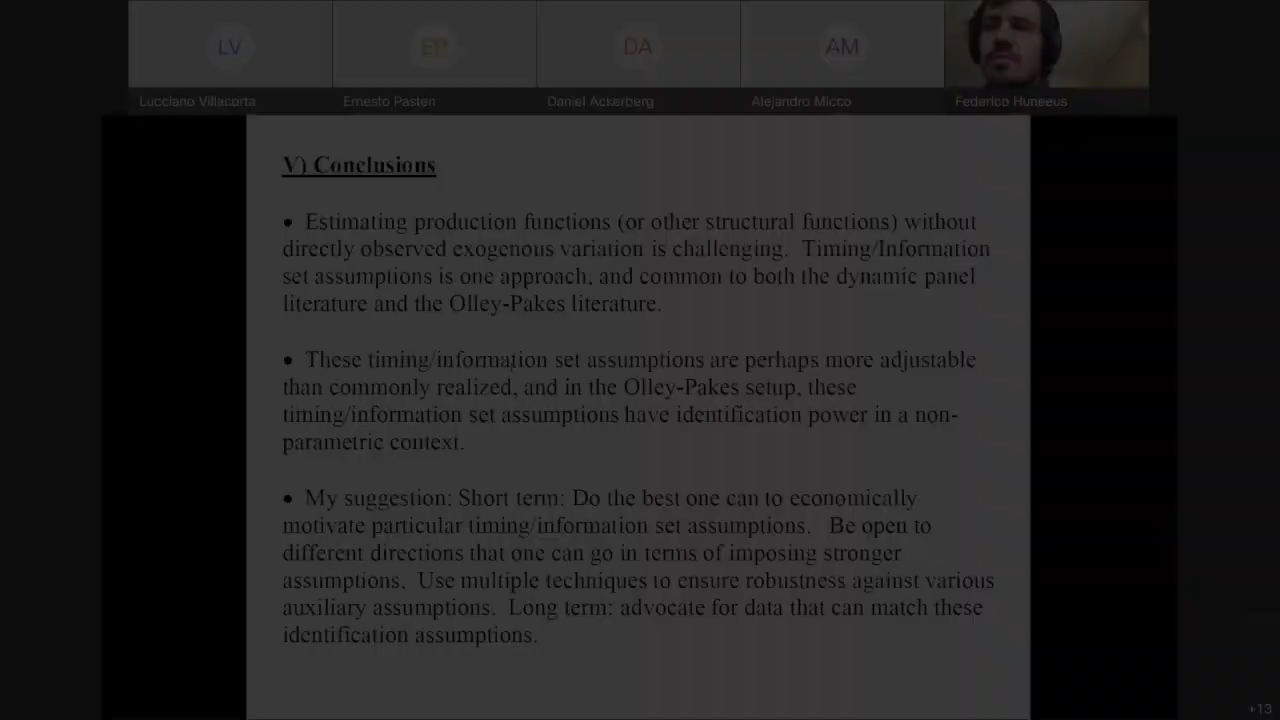 LV
EP
DA
AM
Lucciano Villacorta
Ernesto Pasten
Daniel Ackerberg
Alejandro Micco
Federico Huneeus
V) Conclusions
• Estimating production functions (or other structural functions) without
directly observed exogenous variation is challenging. Timing/Information
set assumptions is one approach, and common to both the dynamic panel
literature and the Olley-Pakes literature.
• These timing/information set assumptions are perhaps more adjustable
than commonly realized, and in the Olley-Pakes setup, these
timing/information set assumptions have identification power in a non-
parametric context.
• My suggestion: Short term: Do the best one can to economically
motivate particular timing/information set assumptions. Be open to
different directions that one can go in terms of imposing stronger
assumptions. Use multiple techniques to ensure robustness against various
auxiliary assumptions. Long term: advocate for data that can match these
identification assumptions.
+13